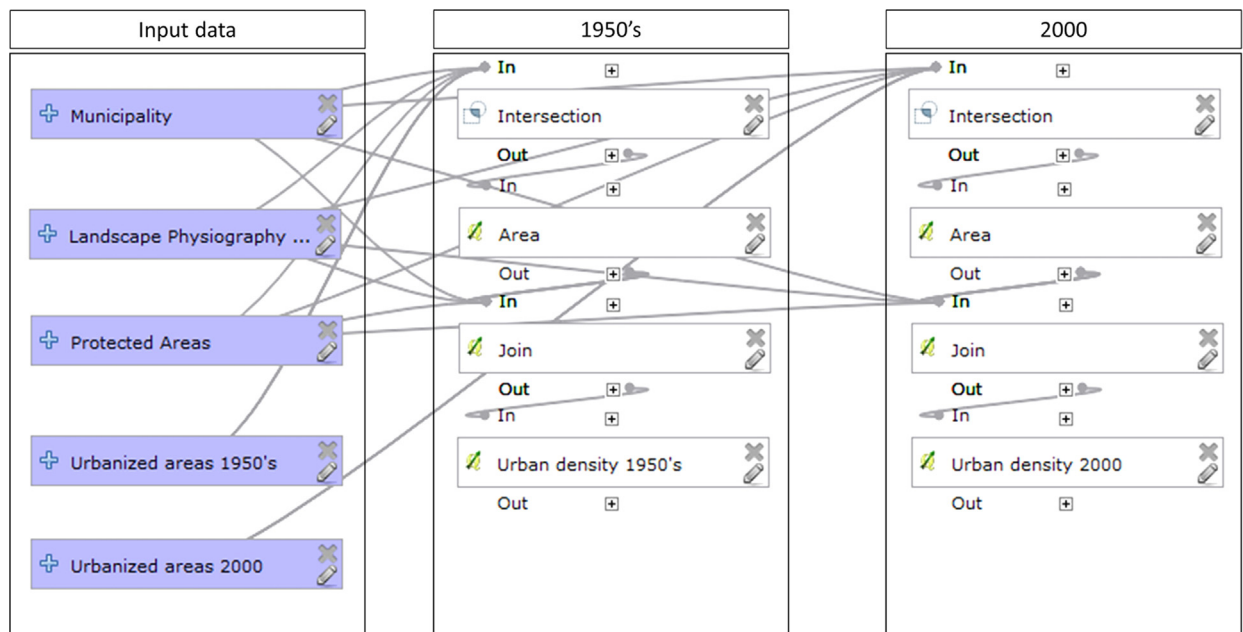 Input data
1950's
2000
Municipality
Landscape Physiography ...
Protected Areas
Urbanized areas 1950's
Urbanized areas 2000
In
Intersection
Out
In
Area
Out
In
Join
Out
In
Urban density 1950's
Out
In
Intersection
Out
In
Area
Out
In
Join
Out
In
Urban density 2000
Out